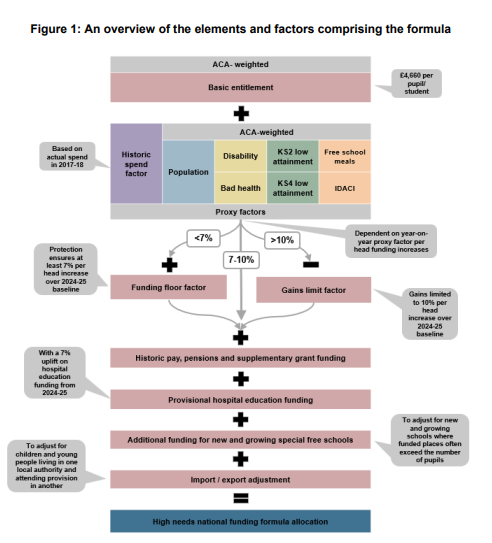 Figure 1: An overview of the elements and factors comprising the formula
ACA- weighted
Basic entitlement
£4,660 per
pupil/
student
Based on
actual spend
in 2017-18
Historic
spend
factor
ACA-weighted
Population
Disability
Bad health
KS2 low
attainment
KS4 low
attainment
Free school
meals
IDACI
Proxy factors
<7%
7-10%
>10%
Dependent on year-on-
year proxy factor per
head funding increases
Protection
ensures at
least 7% per
head increase
over 2024-25
baseline
Funding floor factor
Gains limit factor
Gains limited
to 10% per
head
increase over
2024-25
baseline
Historic pay, pensions and supplementary grant funding
With a 7%
uplift on
hospital
education
funding from
2024-25
Provisional hospital education funding
Additional funding for new and growing special free schools
To adjust for new
and growing
schools where
funded places often
exceed the number
of pupils
To adjust for
children and young
people living in one
local authority and
attending provision
in another
Import / export adjustment
High needs national funding formula allocation